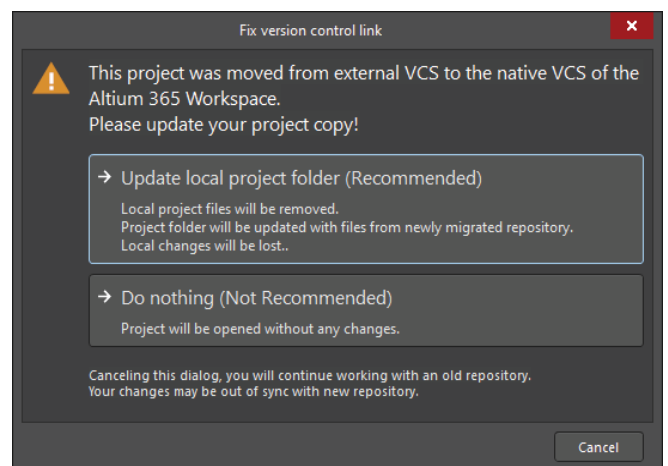 Fix version control link
This project was moved from external VCS to the native VCS of the
Altium 365 Workspace.
Please update your project copy!
Update local project folder (Recommended)
Local project files will be removed.
Project folder will be updated with files from newly migrated repository.
Local changes will be lost..
Do nothing (Not Recommended)
Project will be opened without any changes.
Canceling this dialog, you will continue working with an old repository.
Your changes may be out of sync with new repository.
Cancel